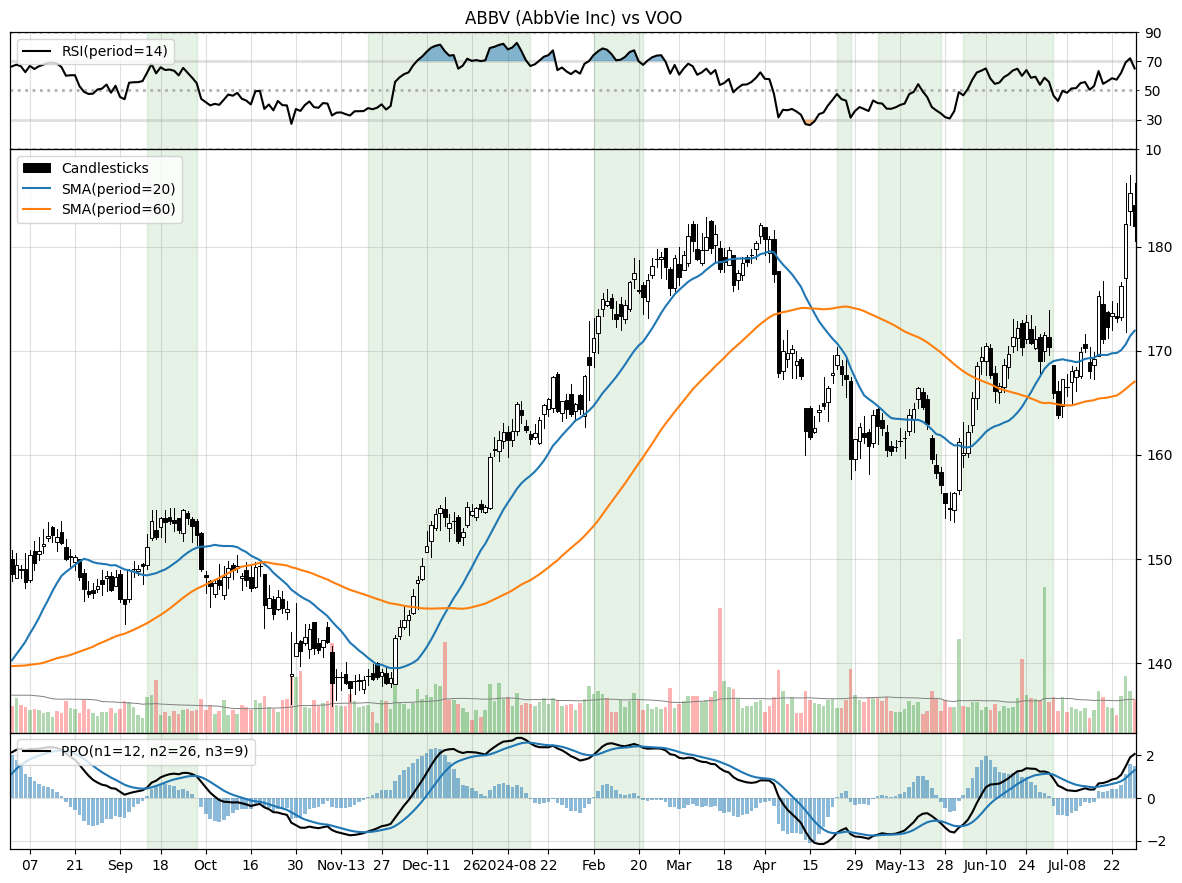 ABBV (AbbVie Inc) vs VOO
RSI(period=14)
90
70
50
30
10
Candlesticks
SMA(period=20)
SMA(period=60)
180
170
160
150
140
PPO(n1=12, n2=26, n3=9)
2
0
−2
07 21 Sep 18 Oct 16 30 Nov-13 27 Dec-11 26 2024-08 22 Feb 20 Mar 18 Apr 15 29 May-13 28 Jun-10 24 Jul-08 22